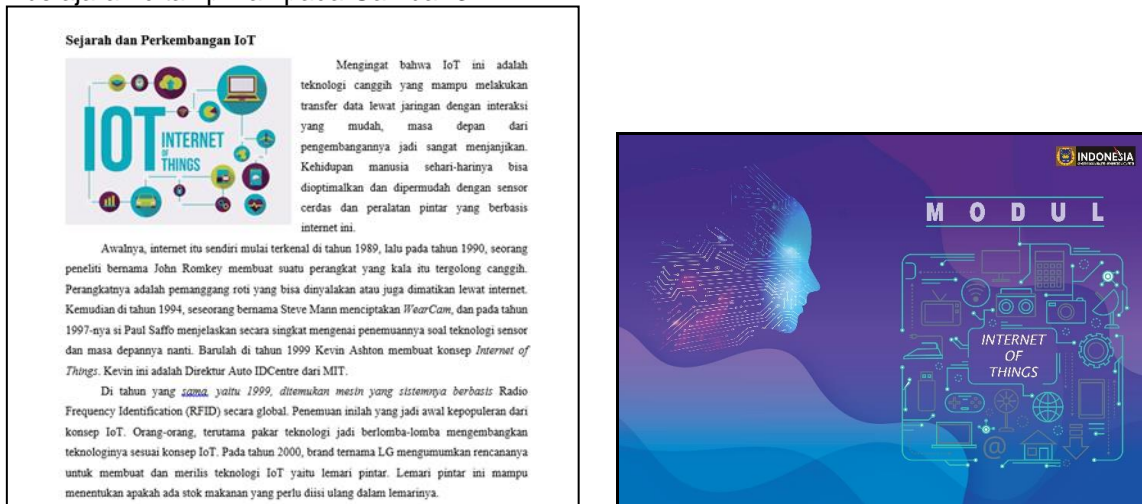 Sejarah dan Perkembangan IoT
IOT INTERNET
OF
THINGS
Mengingat bahwa IoT ini adalah
teknologi canggih yang mampu melakukan
transfer data lewat jaringan dengan interaksi
yang mudah, masa depan dari
pengembangannya jadi sangat menjanjikan.
Kehidupan manusia sehari-harinya bisa
dioptimalkan dan dipermudah dengan sensor
cerdas dan peralatan pintar yang berbasis
internet ini.
Awalnya, internet itu sendiri mulai terkenal di tahun 1989, lalu pada tahun 1990, seorang
peneliti bernama John Romkey membuat suatu perangkat yang kala itu tergolong canggih.
Perangkatnya adalah pemanggang roti yang bisa dinyalakan atau juga dimatikan lewat internet.
Kemudian di tahun 1994, seseorang bernama Steve Mann menciptakan WearCam, dan pada tahun
1997-nya si Paul Saffo menjelaskan secara singkat mengenai penemuannya soal teknologi sensor
dan masa depannya nanti. Barulah di tahun 1999 Kevin Ashton membuat konsep Internet of
Things. Kevin ini adalah Direktur Auto IDCentre dari MIT.
Di tahun yang sama, yaitu 1999, ditemukan mesin yang sistemnya berbasis Radio
Frequency Identification (RFID) secara global. Penemuan inilah yang jadi awal kepopuleran dari
konsep IoT. Orang-orang, terutama pakar teknologi jadi berlomba-lomba mengembangkan
teknologinya sesuai konsep IoT. Pada tahun 2000, brand ternama LG mengumumkan rencananya
untuk membuat dan merilis teknologi IoT yaitu lemari pintar. Lemari pintar ini mampu
menentukan apakah ada stok makanan yang perlu diisi ulang dalam lemarinya.
INDONESIA
MODUL
INTERNET
OF
THINGS
@